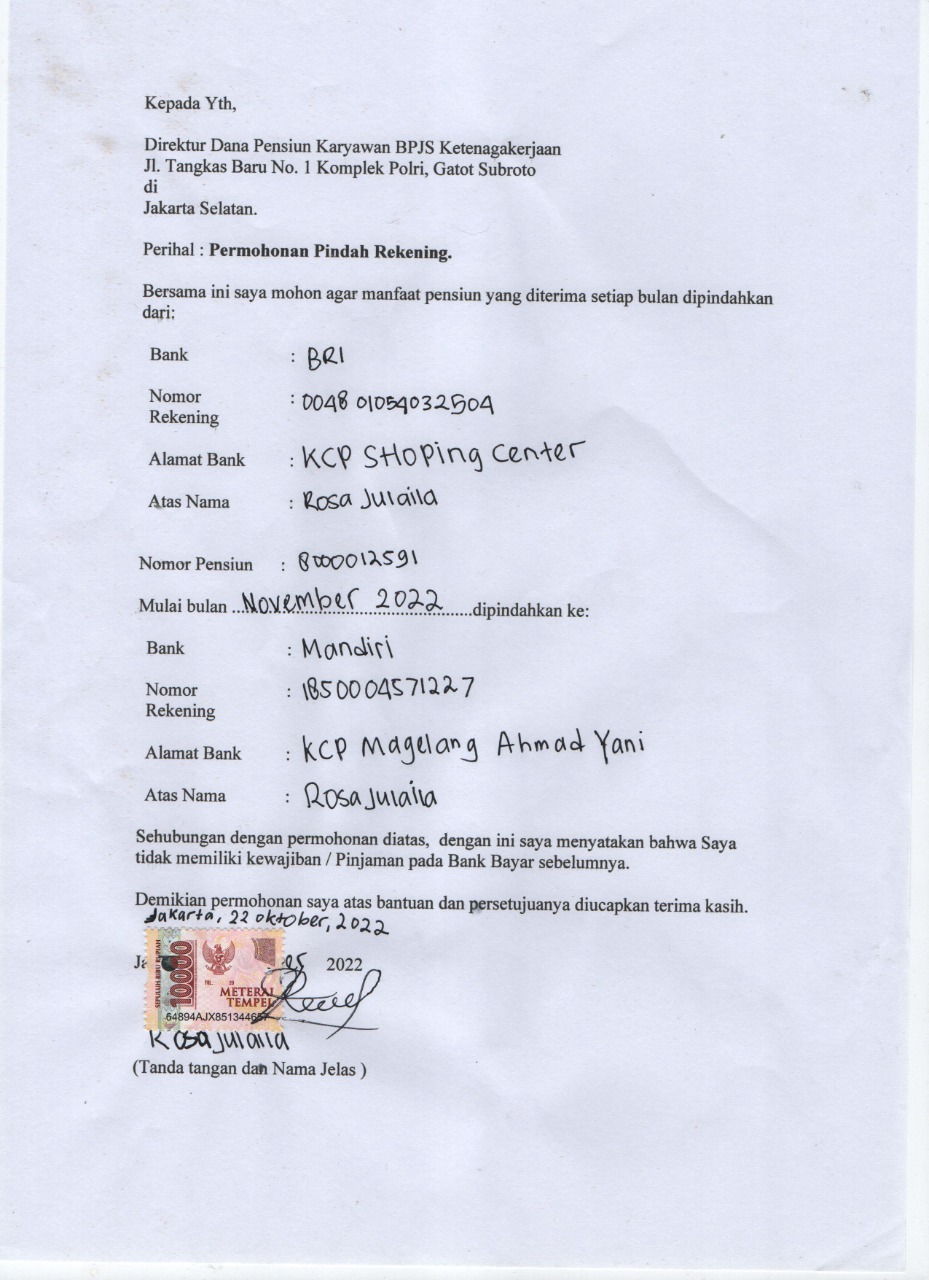 Kepada Yth,
Direktur Dana Pensiun Karyawan BPJS Ketenagakerjaan
Jl. Tangkas Baru No. 1 Komplek Polri, Gatot Subroto
di
Jakarta Selatan.
Perihal : Permohonan Pindah Rekening.
Bersama ini saya mohon agar manfaat pensiun yang diterima setiap bulan dipindahkan
dari:
Bank : BRI
Nomor Rekening : 0048 01054032504
Alamat Bank : KCP SHoping Center
Atas Nama : Rosa Julaila
Nomor Pensiun : 8000012591
Mulai bulan ...November 2022......dipindahkan ke:
Bank : Mandiri
Nomor Rekening : 1850004571227
Alamat Bank : KCP Magelang Ahmad Yani
Atas Nama : Rosa Julaila
Sehubungan dengan permohonan diatas, dengan ini saya menyatakan bahwa Saya
tidak memiliki kewajiban / Pinjaman pada Bank Bayar sebelumnya.
Demikian permohonan saya atas bantuan dan persetujuanya diucapkan terima kasih.
Jakarta, 22 oktober, 2022
2022
SEPULUH RIBU RUPIAH
10000
METERAI
TEMPEL
64894AJX851344657
Rosa Julaila
(Tanda tangan dan Nama Jelas )